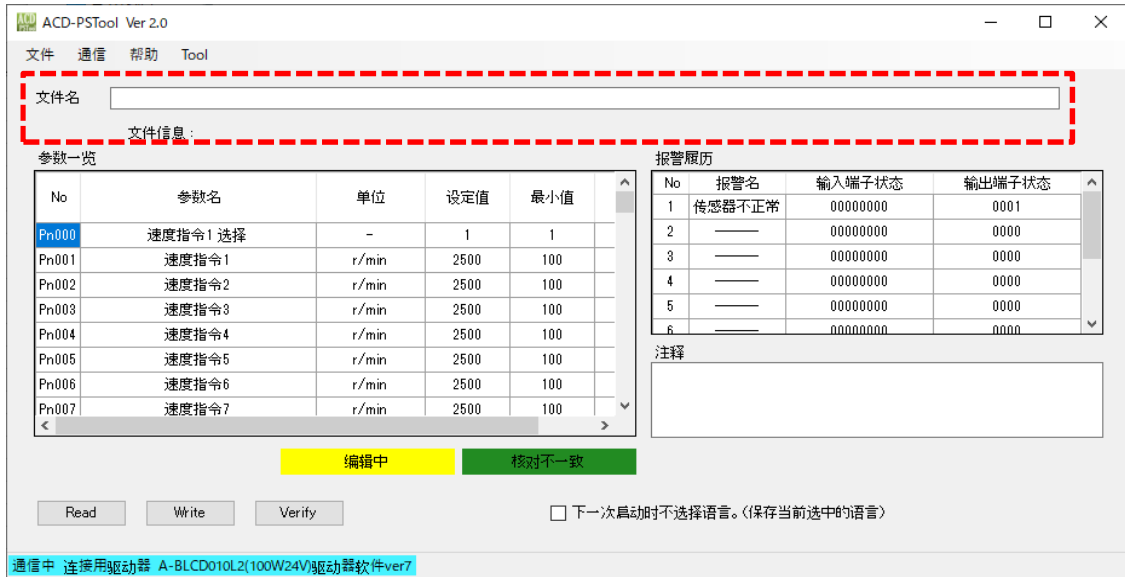 ACD-PSTool Ver 2.0
文件 通信 帮助 Tool
文件名
文件信息：
参数一览
No 参数名 单位 设定值 最小值
Pn000 速度指令1 选择 - 1 1
Pn001 速度指令1 r/min 2500 100
Pn002 速度指令2 r/min 2500 100
Pn003 速度指令3 r/min 2500 100
Pn004 速度指令4 r/min 2500 100
Pn005 速度指令5 r/min 2500 100
Pn006 速度指令6 r/min 2500 100
Pn007 速度指令7 r/min 2500 100
报警履历
No 报警名 输入端子状态 输出端子状态
1 传感器不正常 00000000 0001
2 ——— 00000000 0000
3 ——— 00000000 0000
4 ——— 00000000 0000
5 ——— 00000000 0000
6 ——— 00000000 0000
注释
编辑中 核对不一致
Read Write Verify
下一次启动时不选择语言。(保存当前选中的语言)
通信中 连接用驱动器 A-BLCD010L2(100W24V)驱动器软件ver7